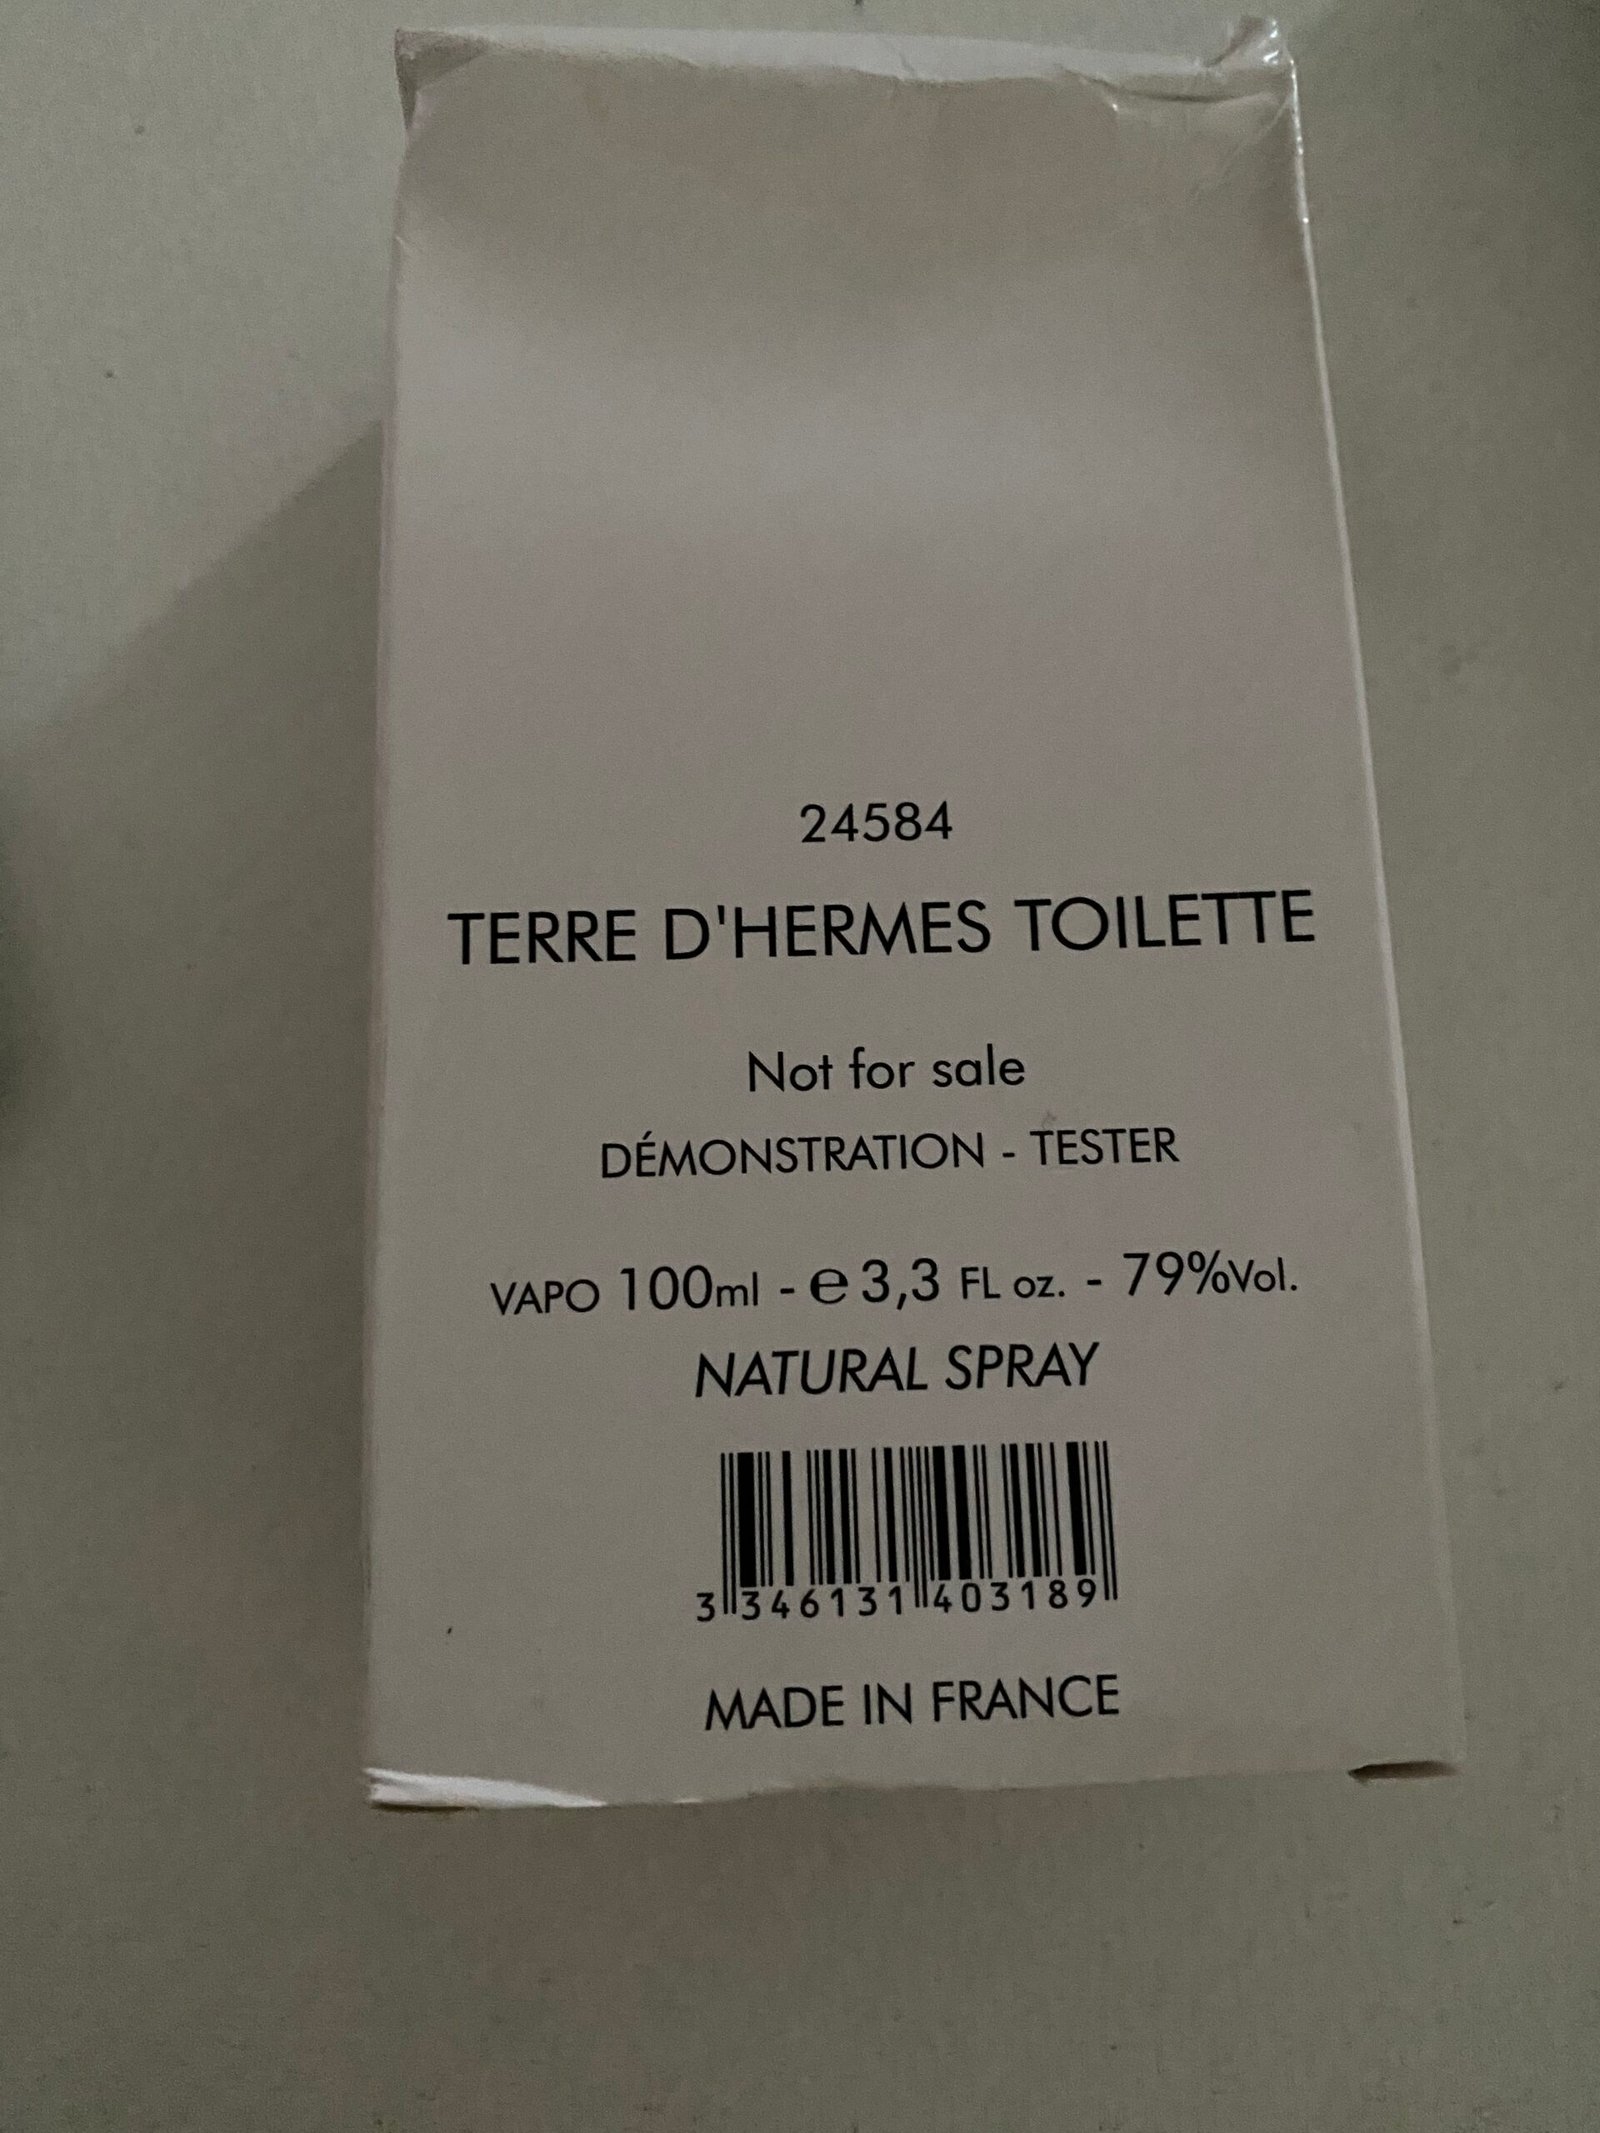 24584
TERRE D'HERMES TOILETTE
Not for sale
DÉMONSTRATION - TESTER
VAPO 100ml - ℮ 3,3 FL oz. - 79%Vol.
NATURAL SPRAY
3 346131 403189
MADE IN FRANCE